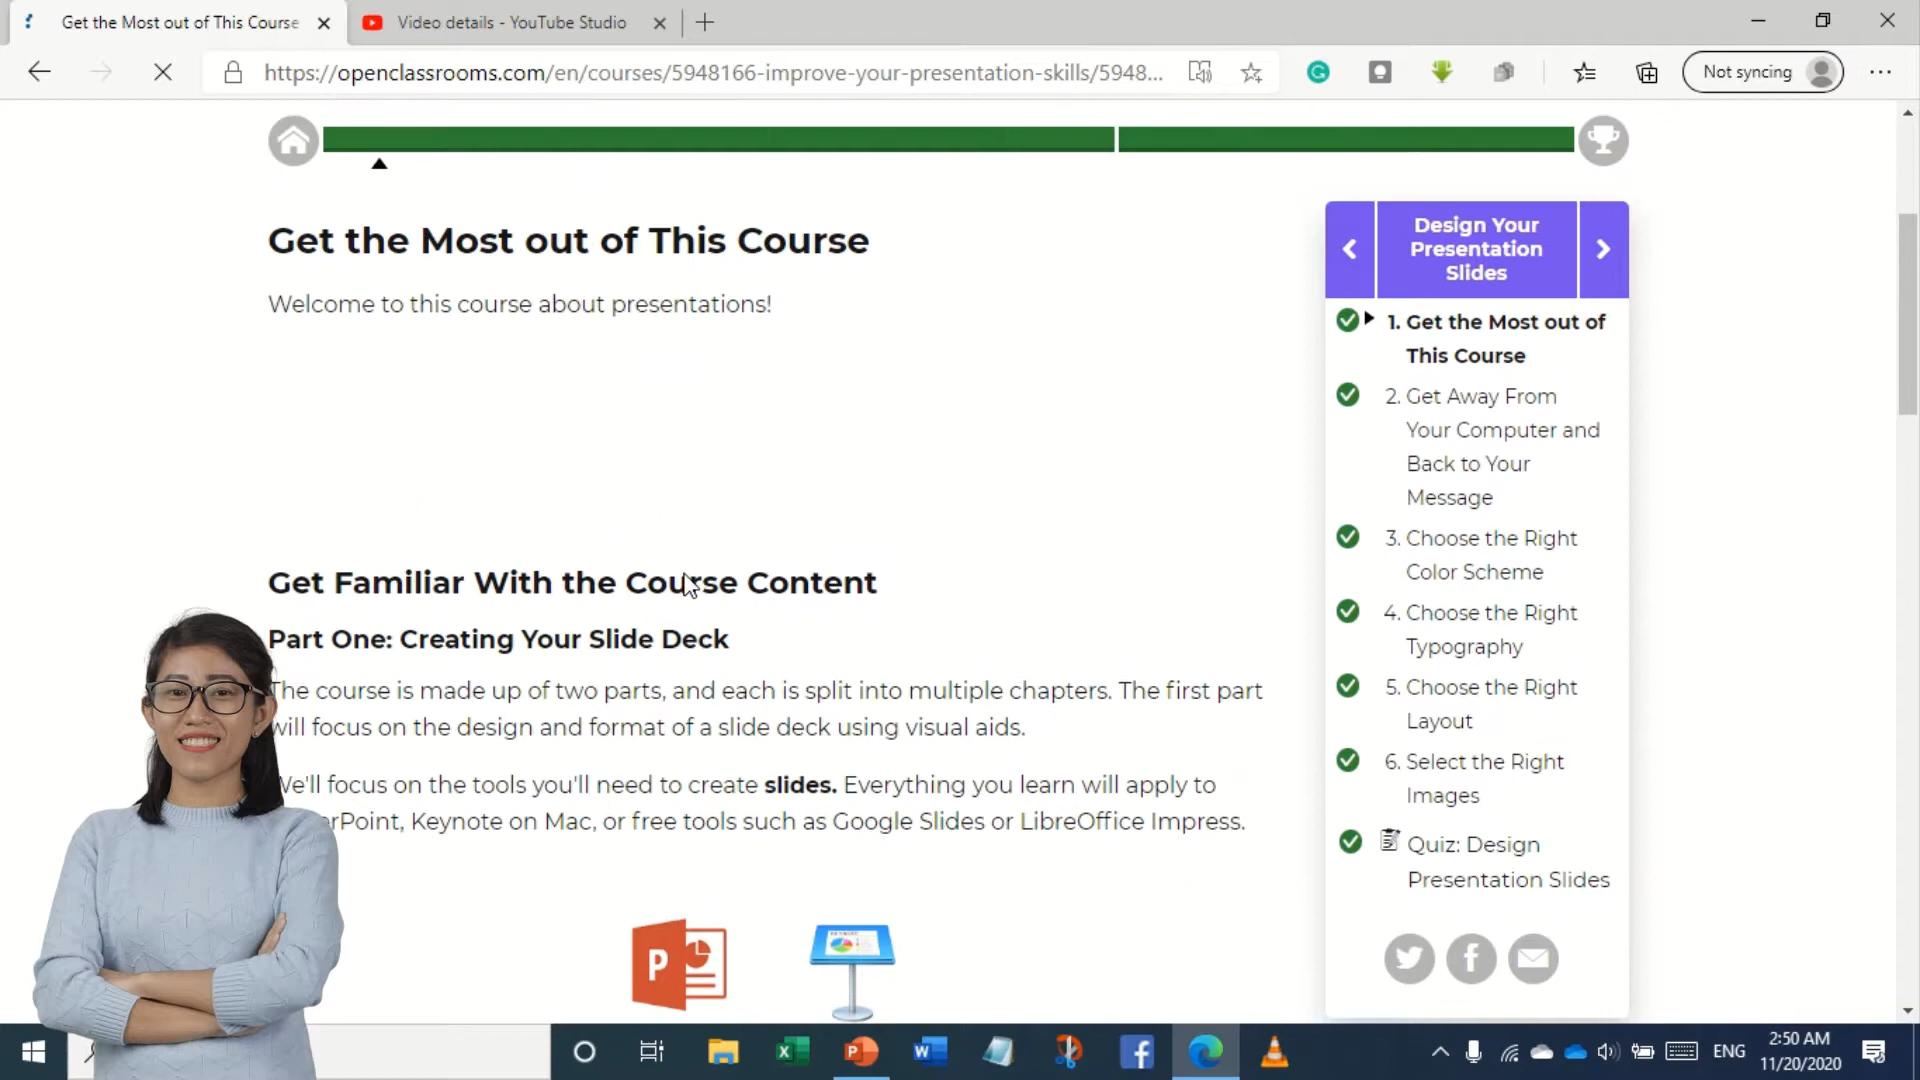 Get the Most out of This Course
Video details - YouTube Studio
https://openclassrooms.com/en/courses/5948166-improve-your-presentation-skills/5948...
Not syncing
Get the Most out of This Course
Welcome to this course about presentations!
Get Familiar With the Course Content
Part One: Creating Your Slide Deck
The course is made up of two parts, and each is split into multiple chapters. The first part
will focus on the design and format of a slide deck using visual aids.
We'll focus on the tools you'll need to create slides. Everything you learn will apply to
erPoint, Keynote on Mac, or free tools such as Google Slides or LibreOffice Impress.
P
Design Your
Presentation
Slides
1. Get the Most out of
This Course
2. Get Away From
Your Computer and
Back to Your
Message
3. Choose the Right
Color Scheme
4. Choose the Right
Typography
5. Choose the Right
Layout
6. Select the Right
Images
Quiz: Design
Presentation Slides
ENG
2:50 AM
11/20/2020